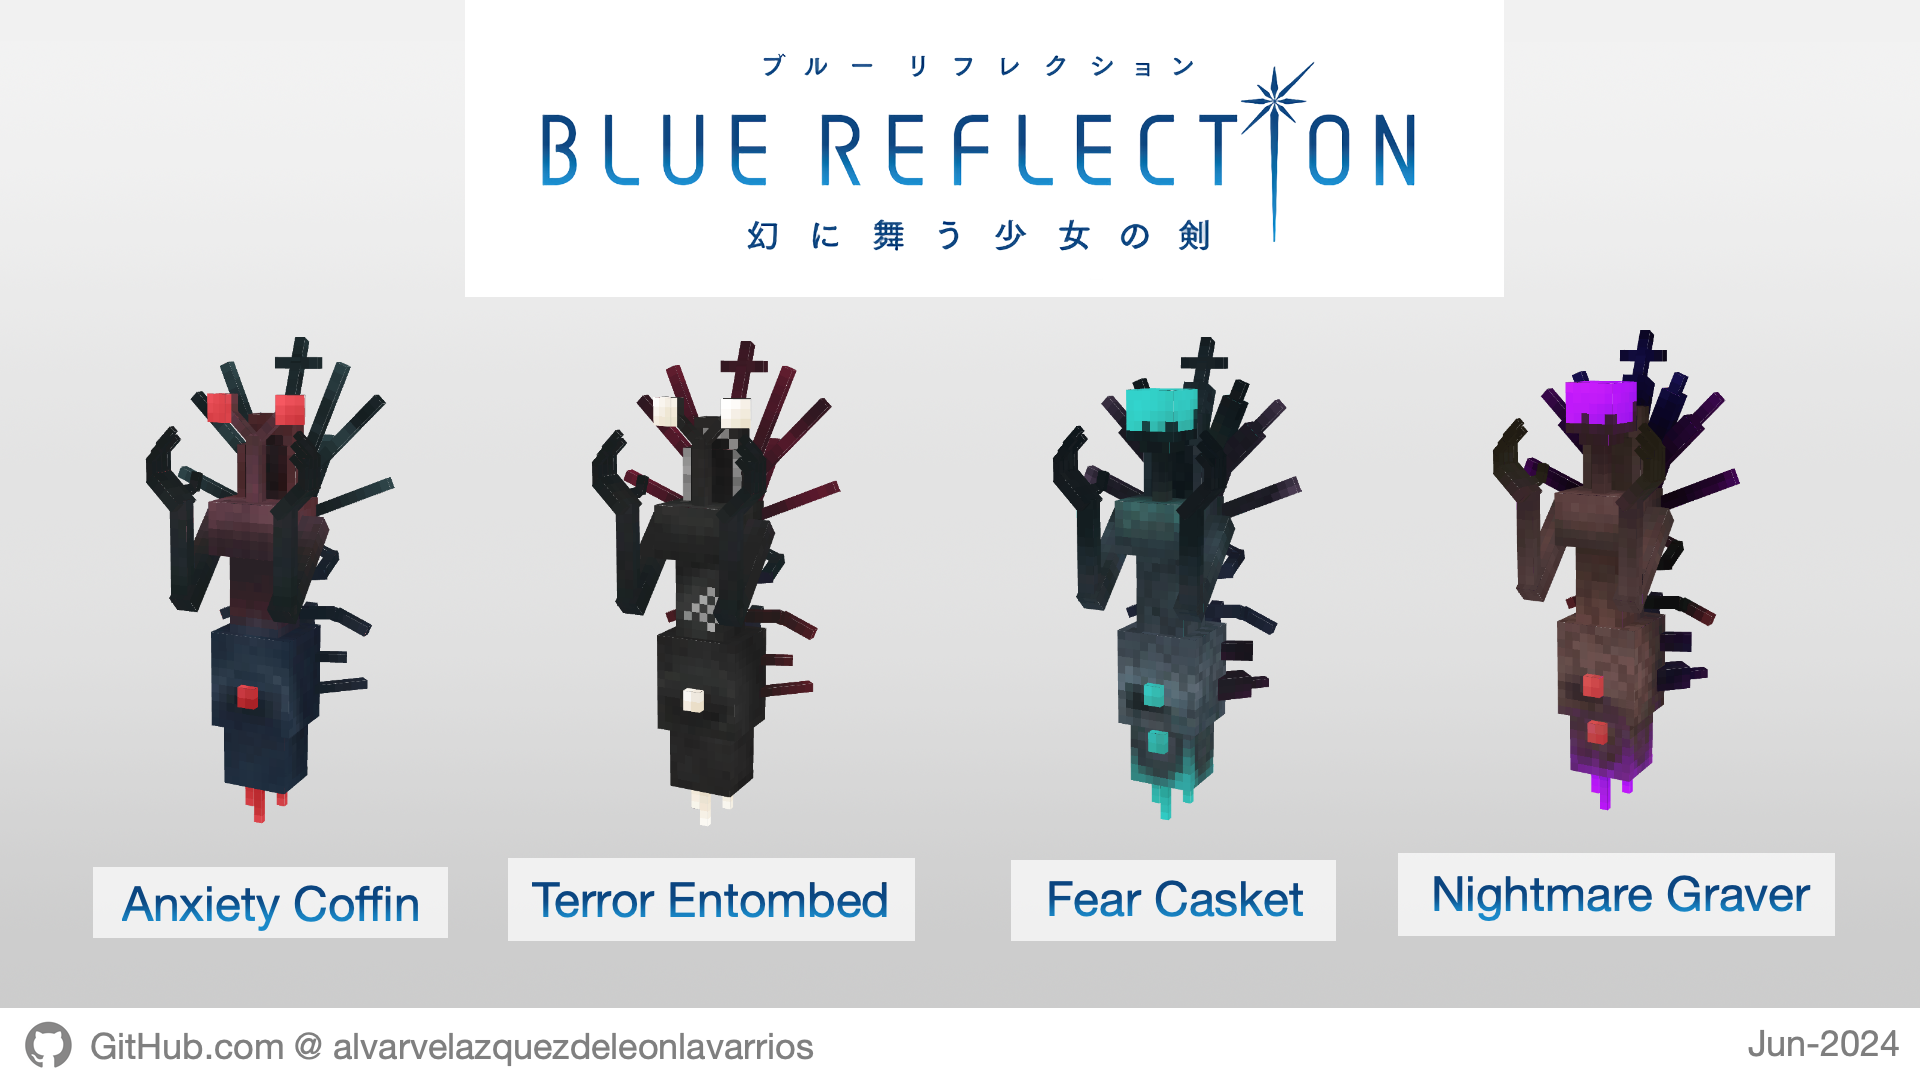 ブルーリフレクション
BLUE REFLECTION
幻に舞う少女の剣
Anxiety Coffin
Terror Entombed
Fear Casket
Nightmare Graver
GitHub.com @ alvarvelazquezdeleonlavarrios
Jun-2024